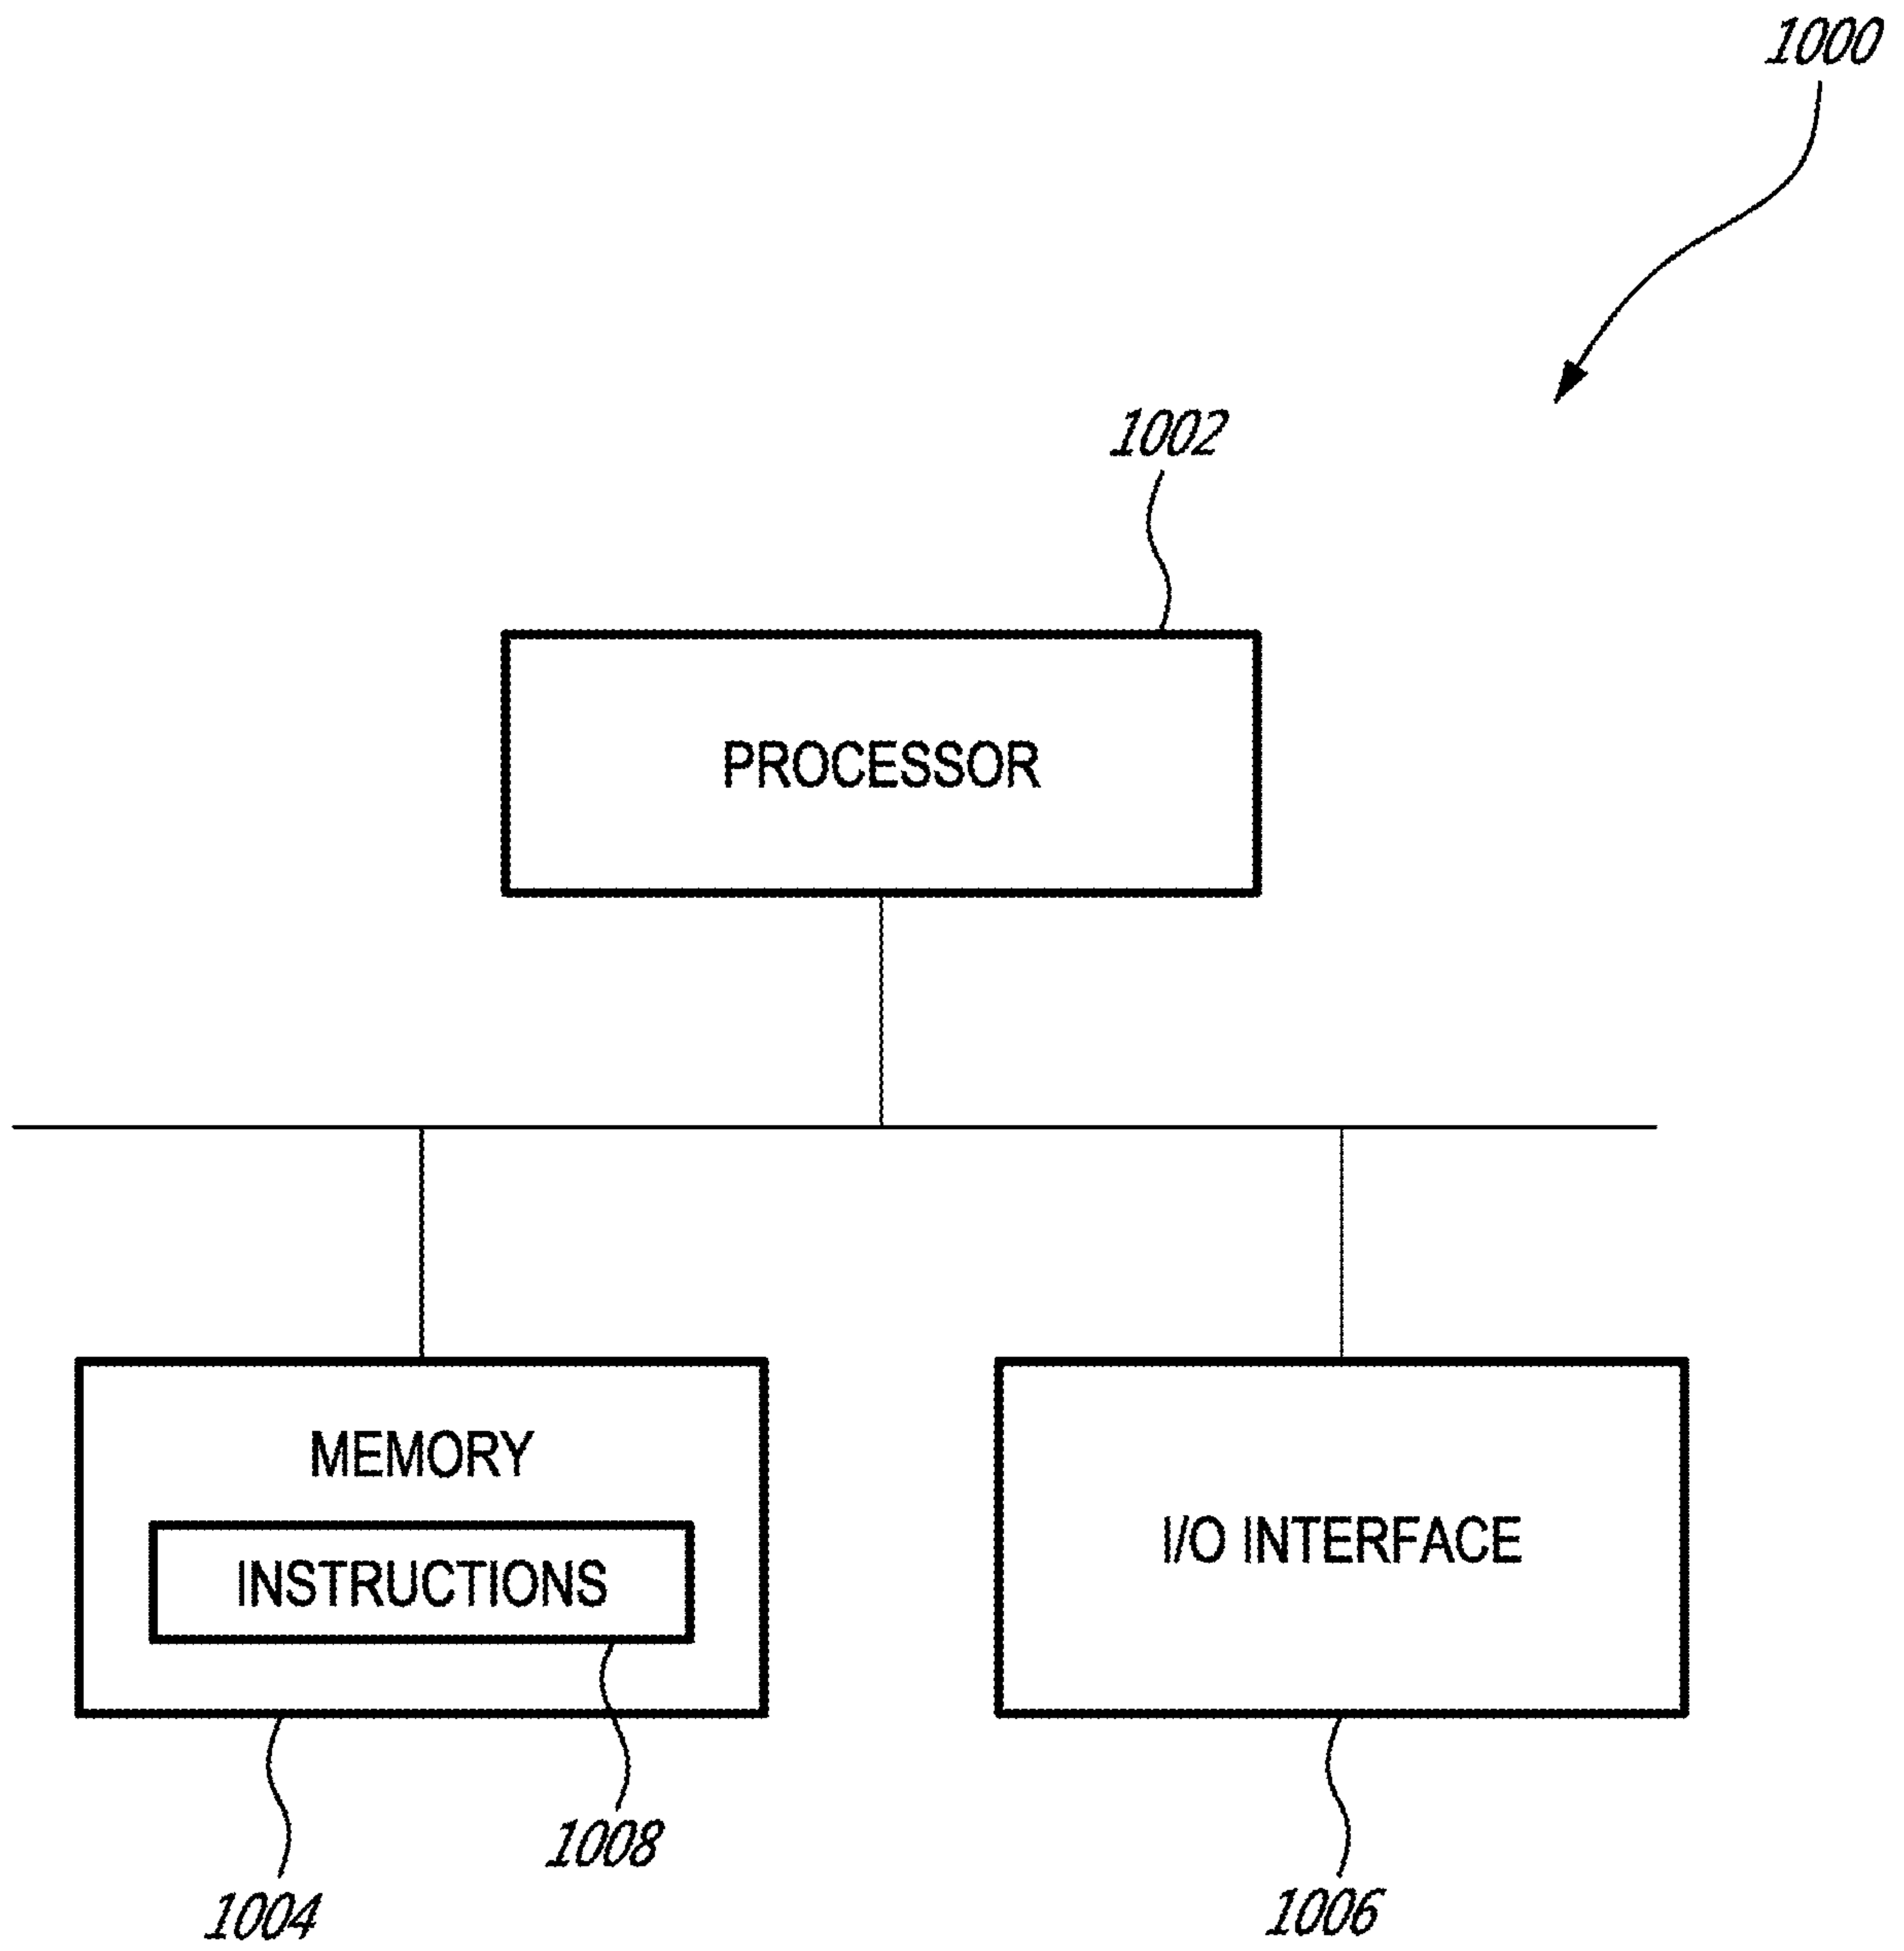 1000
1002
PROCESSOR
MEMORY
INSTRUCTIONS
I/O INTERFACE
1008
1004
1006